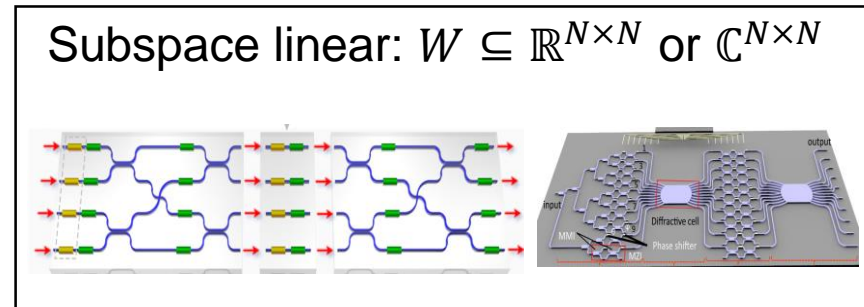 Subspace linear: 𝑊 ⊆ ℝ^{𝑁×𝑁} or ℂ^{𝑁×𝑁}
output
input
Diffractive cell
MMI
Phase shifter
MZI